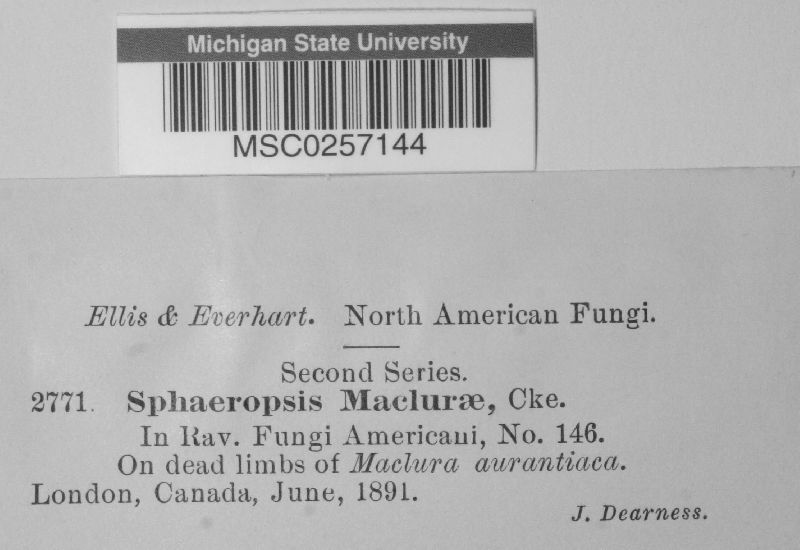 Michigan State University
MSC0257144
Ellis & Everhart. North American Fungi.
Second Series.
2771. Sphaeropsis Macluræ, Cke.
In Rav. Fungi Americani, No. 146.
On dead limbs of Maclura aurantiaca.
London, Canada, June, 1891.
J. Dearness.